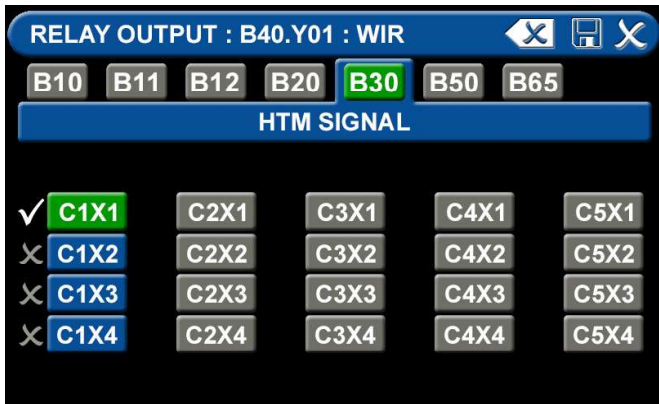 RELAY OUTPUT : B40.Y01 : WIR
B10 B11 B12 B20 B30 B50 B65
HTM SIGNAL
C1X1 C2X1 C3X1 C4X1 C5X1
C1X2 C2X2 C3X2 C4X2 C5X2
C1X3 C2X3 C3X3 C4X3 C5X3
C1X4 C2X4 C3X4 C4X4 C5X4